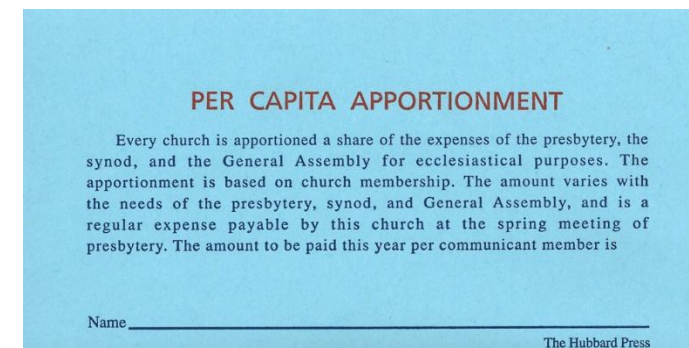 PER CAPITA APPORTIONMENT
Every church is apportioned a share of the expenses of the presbytery, the
synod, and the General Assembly for ecclesiastical purposes. The
apportionment is based on church membership. The amount varies with
the needs of the presbytery, synod, and General Assembly, and is a
regular expense payable by this church at the spring meeting of
presbytery. The amount to be paid this year per communicant member is
Name
The Hubbard Press